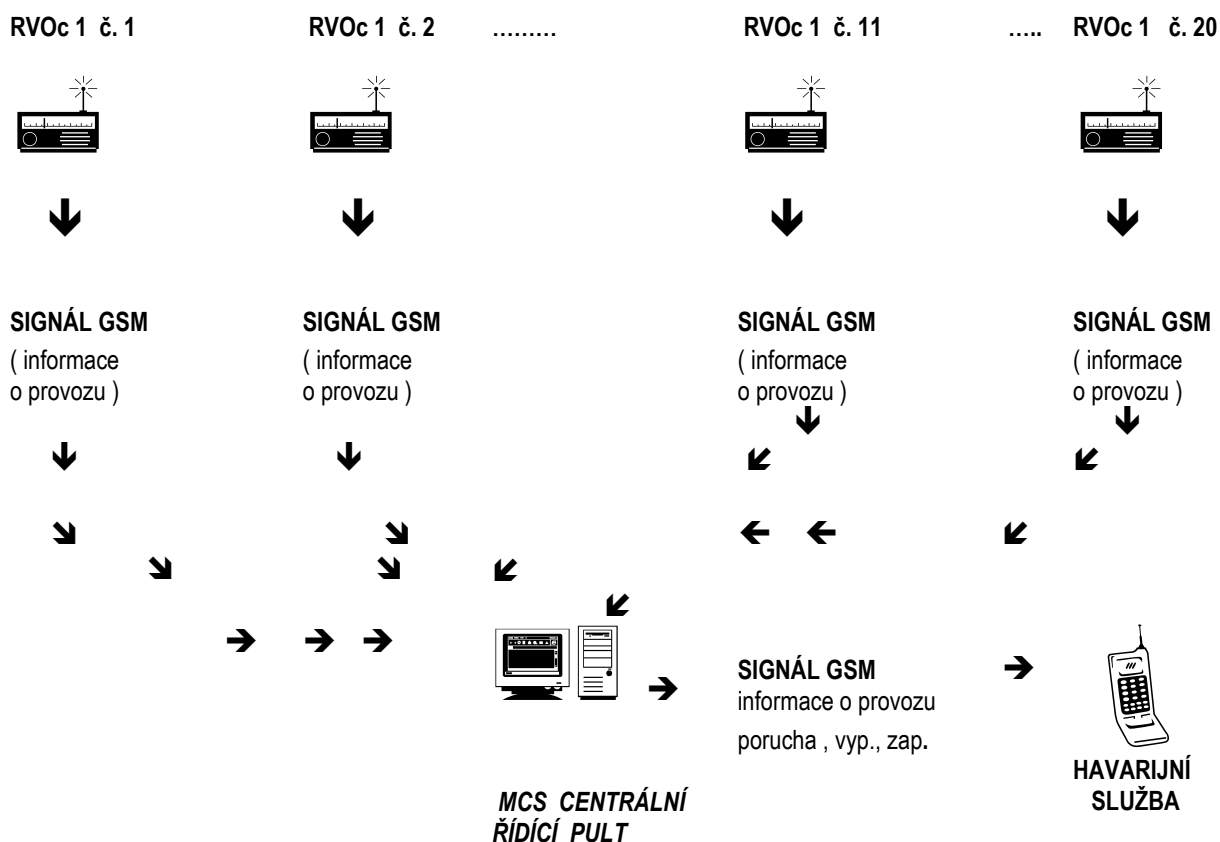 RVOc 1 č. 1 RVOc 1 č. 2 ……… RVOc 1 č. 11 ….. RVOc 1 č. 20
SIGNÁL GSM SIGNÁL GSM SIGNÁL GSM SIGNÁL GSM
( informace ( informace ( informace ( informace
o provozu ) o provozu ) o provozu ) o provozu )
SIGNÁL GSM
informace o provozu
porucha , vyp., zap.
HAVARIJNÍ
SLUŽBA
MCS CENTRÁLNÍ
ŘÍDÍCÍ PULT